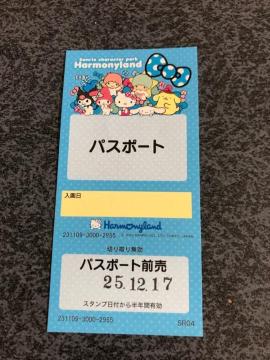 Sanrio character park
Harmonyland
パスポート
入園日
Harmonyland
231109-3000-2965
切り取り無効
パスポート前売
25.12.17
スタンプ日付から半年間有効
231109-3000-2965
SR04